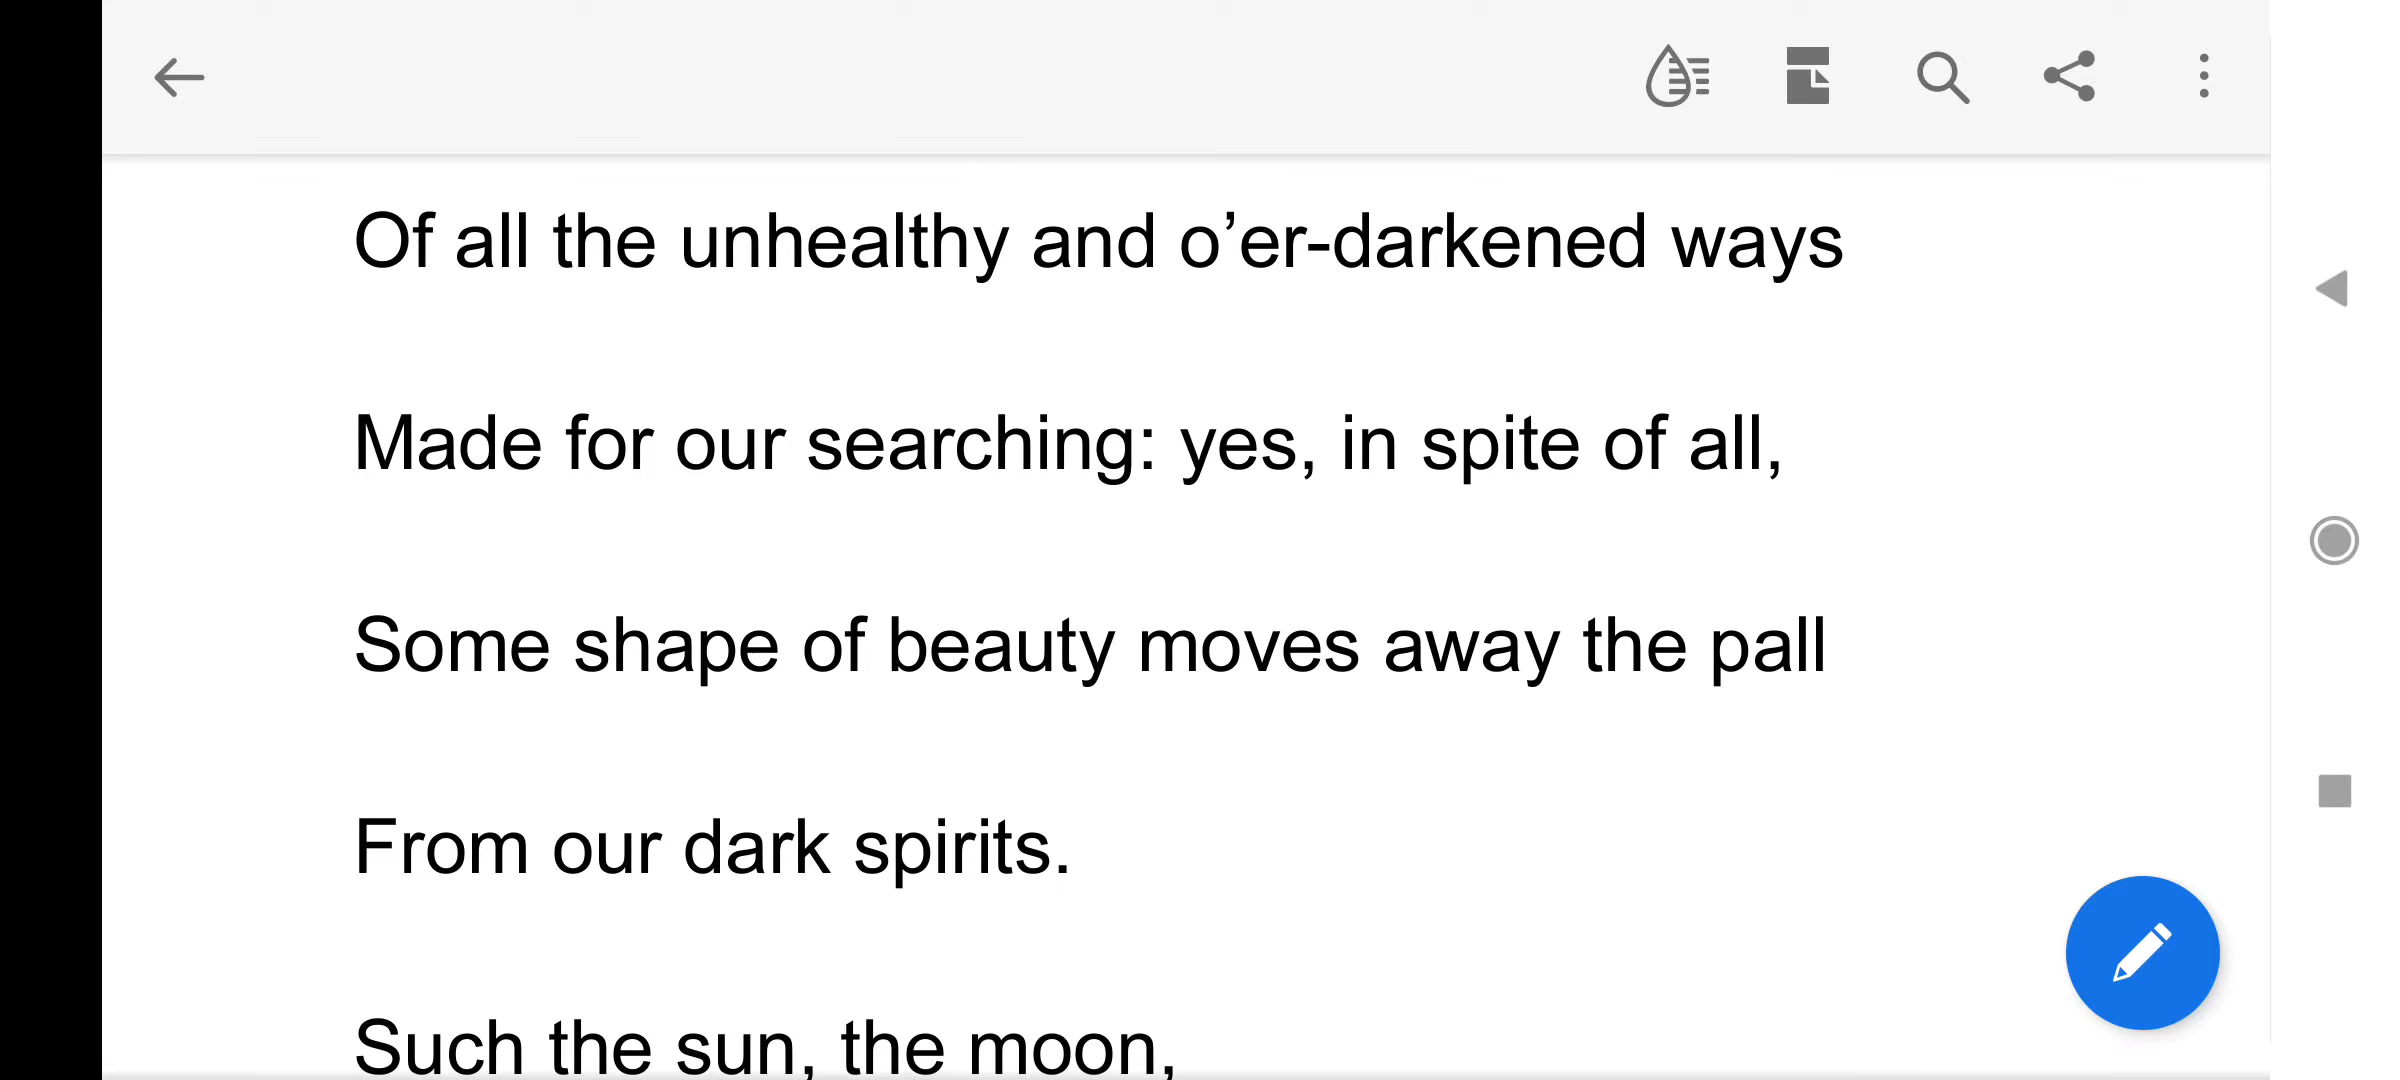 Of all the unhealthy and o’er-darkened ways
Made for our searching: yes, in spite of all,
Some shape of beauty moves away the pall
From our dark spirits.
Such the sun, the moon,